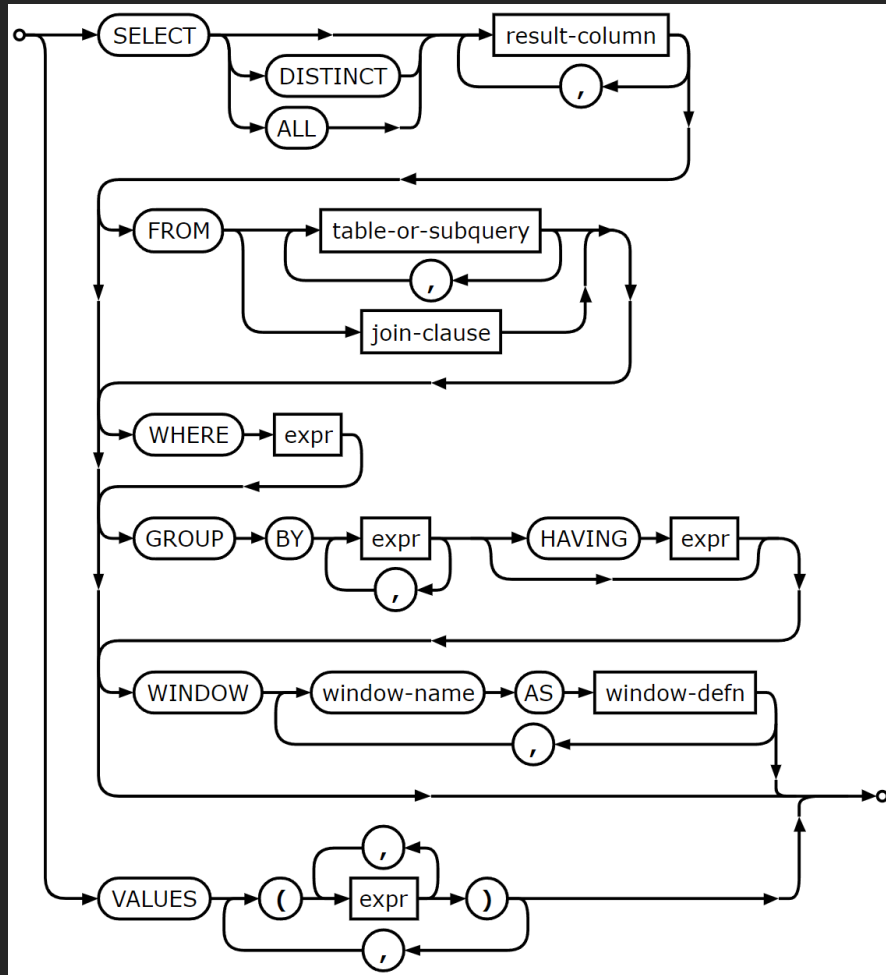 SELECT result-column
DISTINCT ,
ALL
FROM table-or-subquery
,
join-clause
WHERE expr
GROUP BY expr HAVING expr
,
WINDOW window-name AS window-defn
,
,
VALUES ( expr )
,